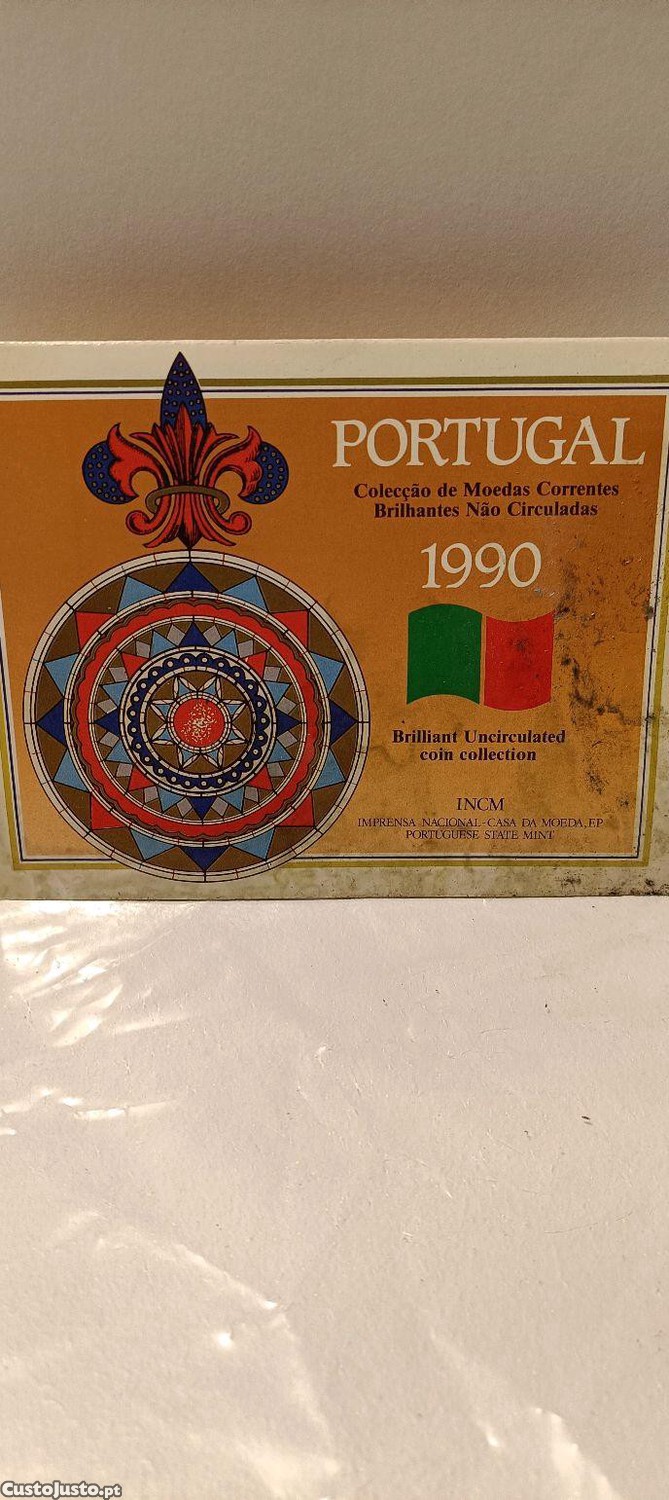 PORTUGAL
Colecção de Moedas Correntes
Brilhantes Não Circuladas
1990
Brilliant Uncirculated
coin collection
INCM
IMPRENSA NACIONAL-CASA DA MOEDA, EP
PORTUGUESE STATE MINT
CustoJusto.pt